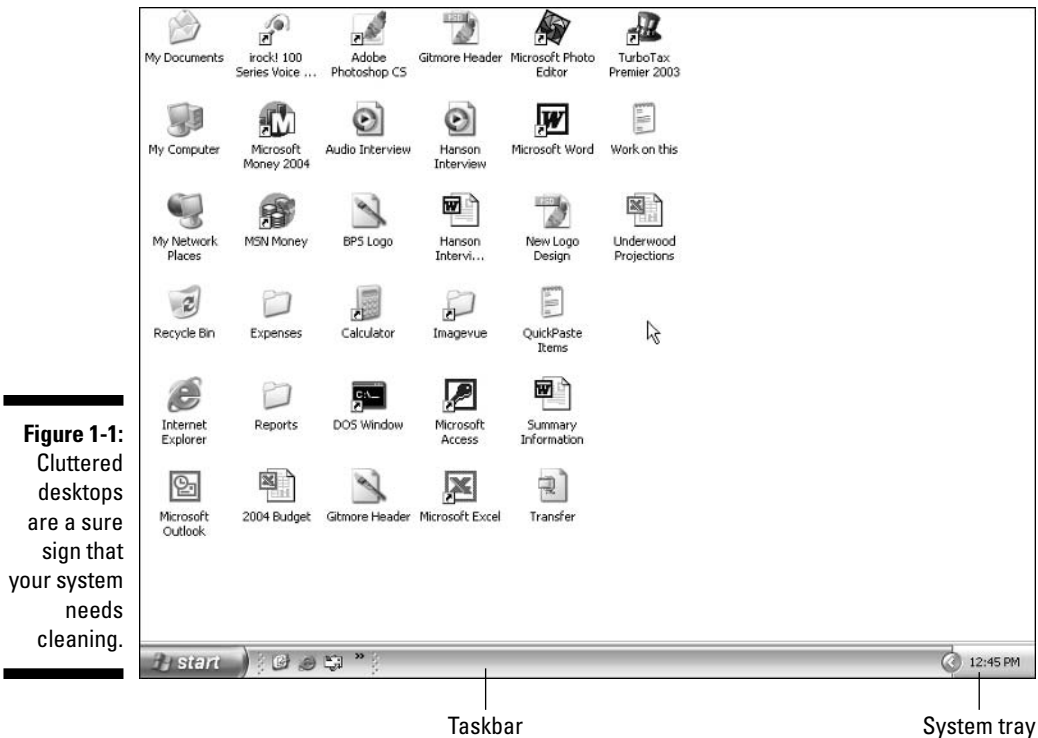 My Documents
irock! 100
Series Voice ...
Adobe
Photoshop CS
Gitmore Header
Microsoft Photo
Editor
TurboTax
Premier 2003
My Computer
Microsoft
Money 2004
Audio Interview
Hanson
Interview
Microsoft Word
Work on this
My Network
Places
MSN Money
BPS Logo
Hanson
Intervi...
New Logo
Design
Underwood
Projections
Recycle Bin
Expenses
Calculator
Imagevue
QuickPaste
Items
Internet
Explorer
Reports
C:\_
DOS Window
Microsoft
Access
Summary
Information
Microsoft
Outlook
2004 Budget
Gitmore Header
Microsoft Excel
Transfer
Figure 1-1:
Cluttered
desktops
are a sure
sign that
your system
needs
cleaning.
start
12:45 PM
Taskbar
System tray